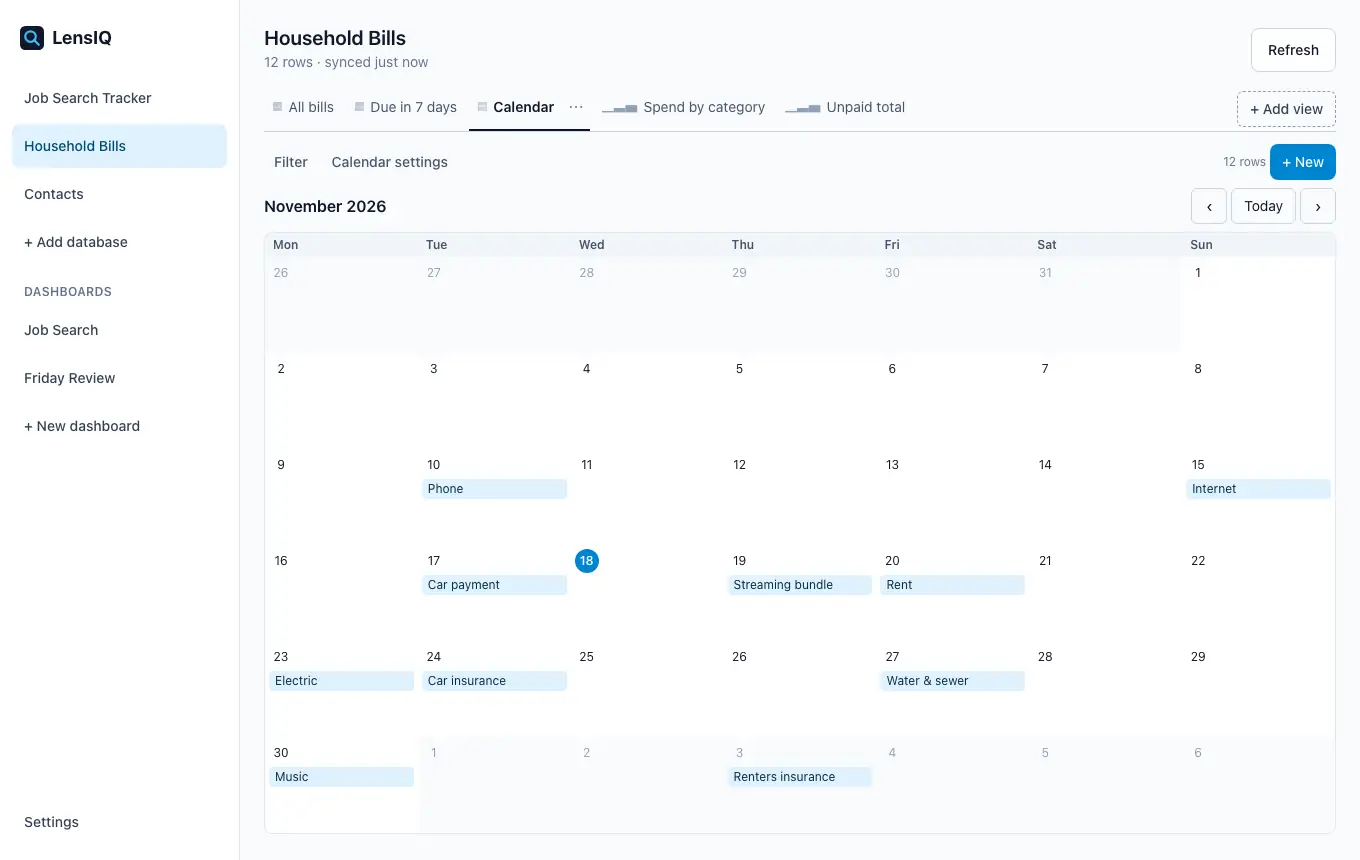 LensIQ
Job Search Tracker
Household Bills
Contacts
+ Add database
DASHBOARDS
Job Search
Friday Review
+ New dashboard
Settings
Household Bills
12 rows · synced just now
Refresh
All bills
Due in 7 days
Calendar
···
Spend by category
Unpaid total
+ Add view
Filter
Calendar settings
12 rows
+ New
November 2026
‹
Today
›
Mon Tue Wed Thu Fri Sat Sun
26 27 28 29 30 31 1
2 3 4 5 6 7 8
9 10 11 12 13 14 15
Phone Internet
16 17 18 19 20 21 22
Car payment Streaming bundle Rent
23 24 25 26 27 28 29
Electric Car insurance Water & sewer
30 1 2 3 4 5 6
Music Renters insurance